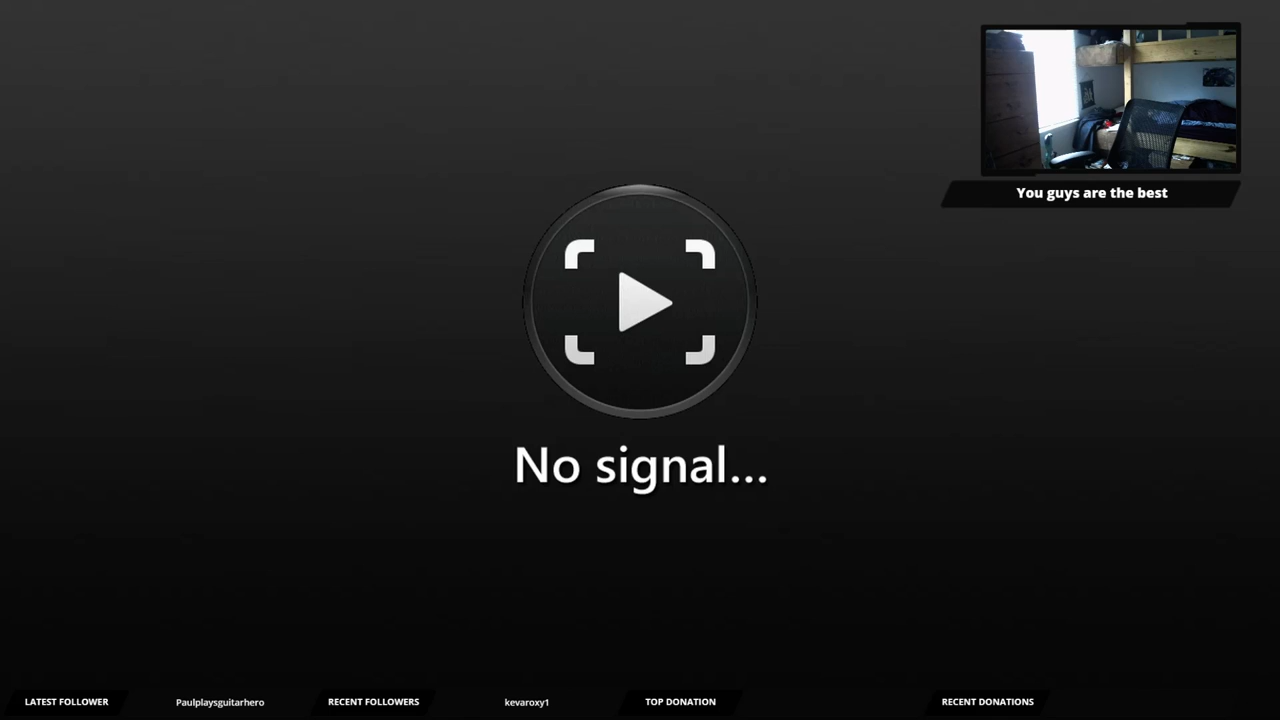 You guys are the best
No signal...
LATEST FOLLOWER
Paulplaysguitarhero
RECENT FOLLOWERS
kevaroxy1
TOP DONATION
RECENT DONATIONS